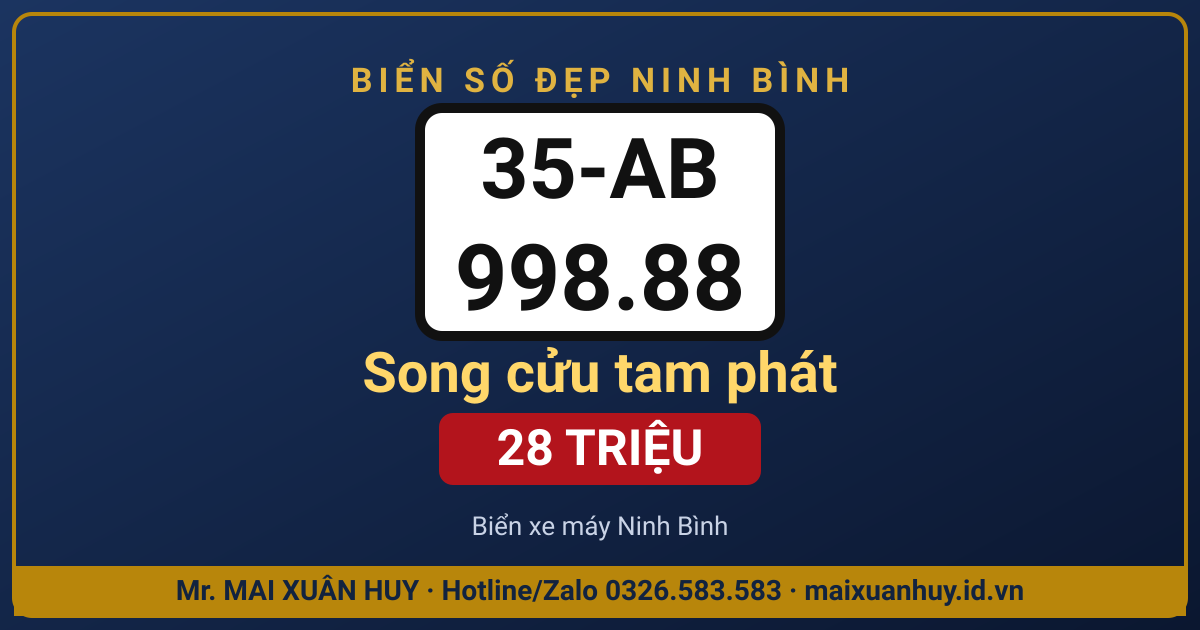 BIỂN SỐ ĐẸP NINH BÌNH
35-AB
998.88
Song cửu tam phát
28 TRIỆU
Biển xe máy Ninh Bình
Mr. MAI XUÂN HUY · Hotline/Zalo 0326.583.583 · maixuanhuy.id.vn